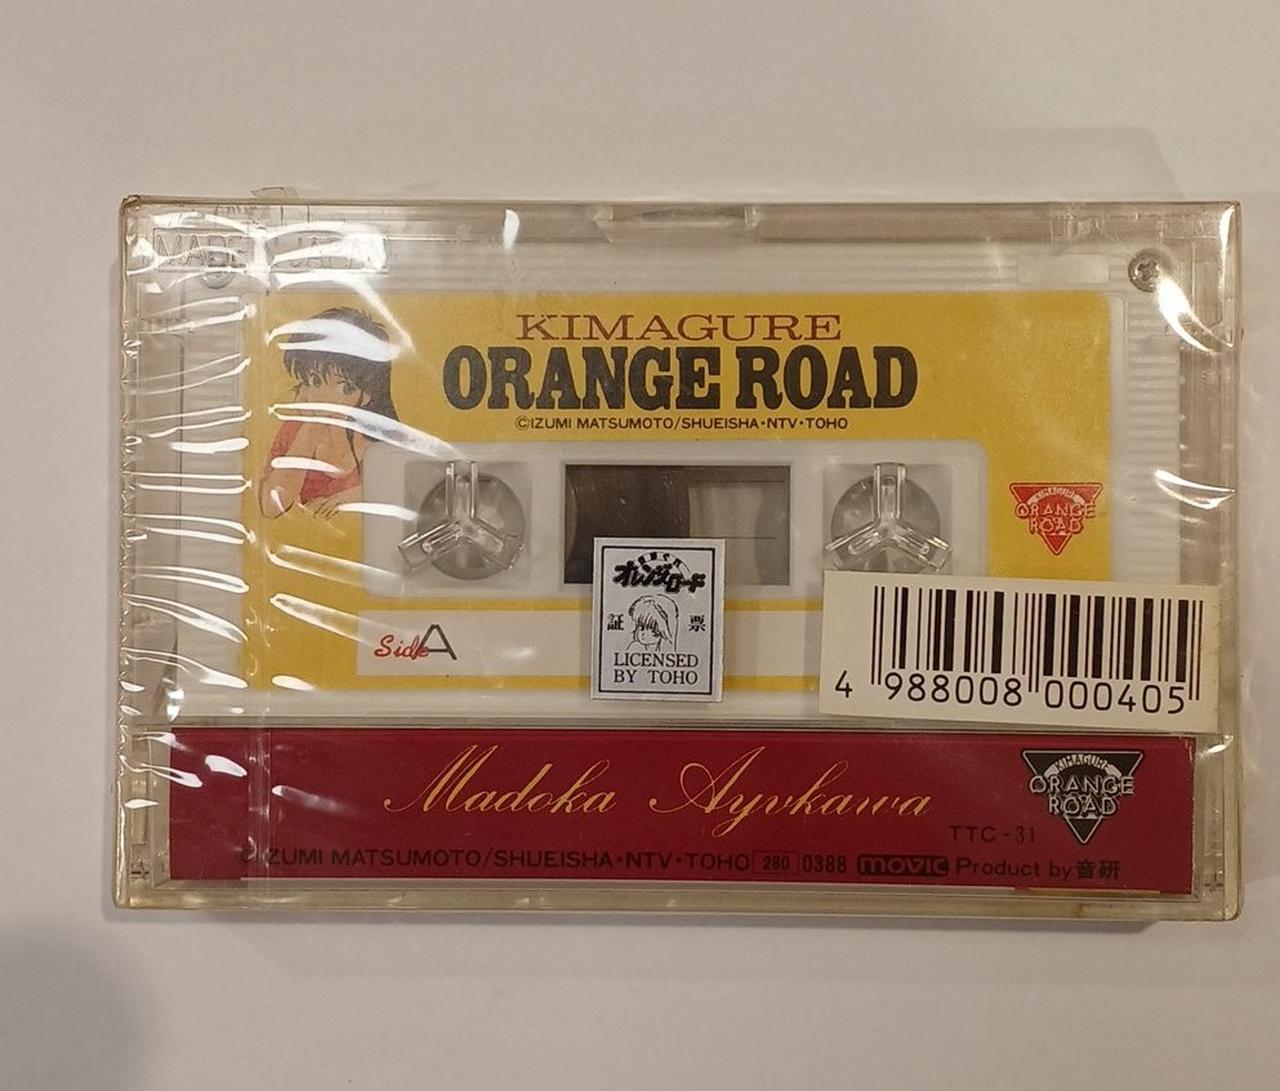 MADE IN JAPAN
KIMAGURE
ORANGE ROAD
©IZUMI MATSUMOTO/SHUEISHA・NTV・TOHO
KIMAGURE
ORANGE
ROAD
オレンジロード
証 票
LICENSED
BY TOHO
Side A
4 988008 000405
Madoka Ayukawa
KIMAGURE
ORANGE
ROAD
TTC-31
©IZUMI MATSUMOTO/SHUEISHA・NTV・TOHO 280 0388 movic Product by 音研